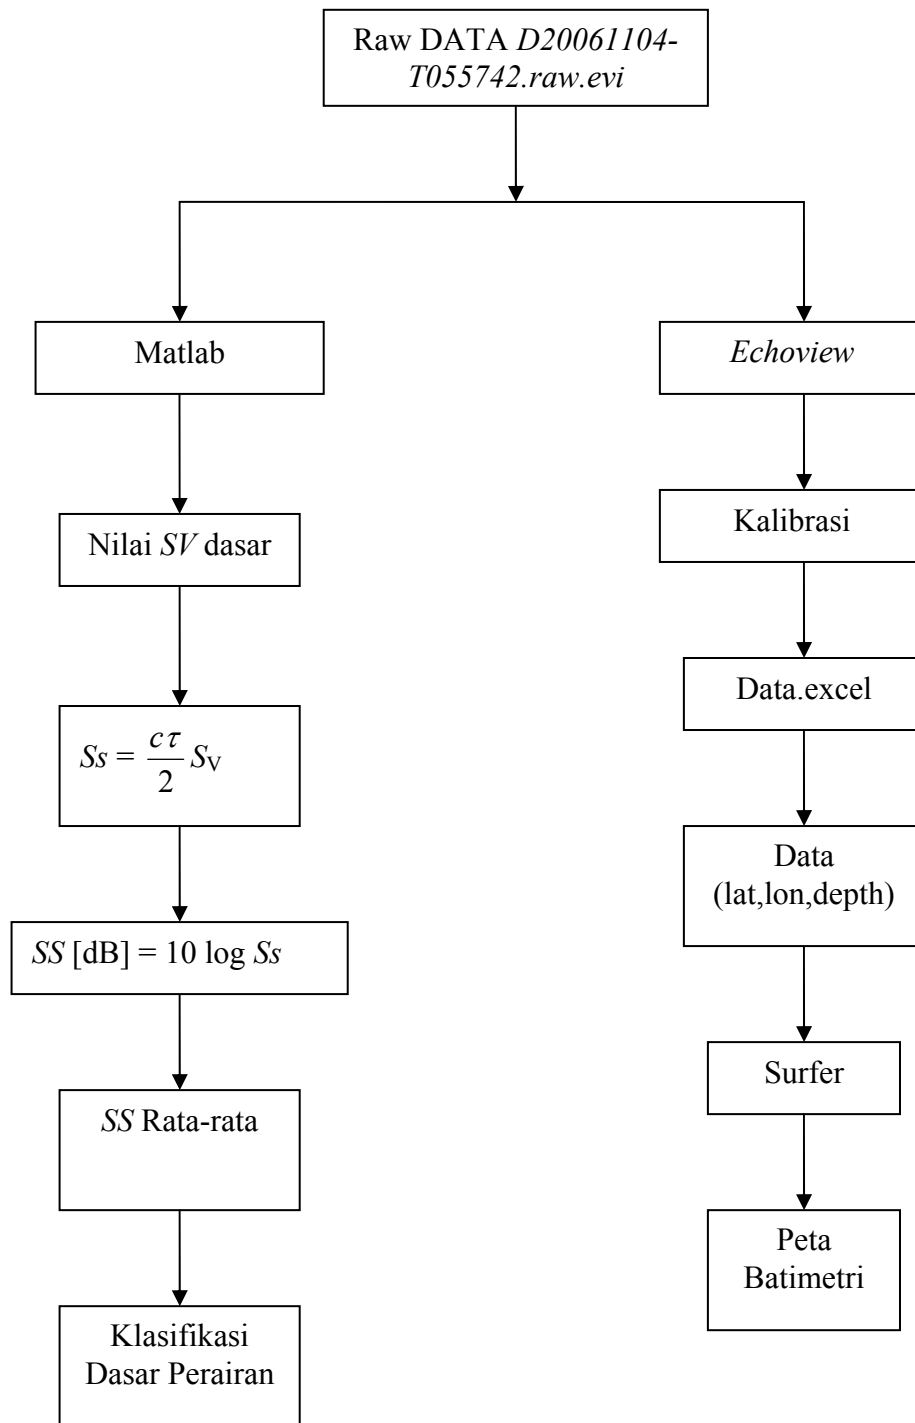 Raw DATA D20061104-
T055742.raw.evi
Matlab
Nilai SV dasar
Ss = cτ/2 SV
SS [dB] = 10 log Ss
SS Rata-rata
Klasifikasi
Dasar Perairan
Echoview
Kalibrasi
Data.excel
Data
(lat,lon,depth)
Surfer
Peta
Batimetri